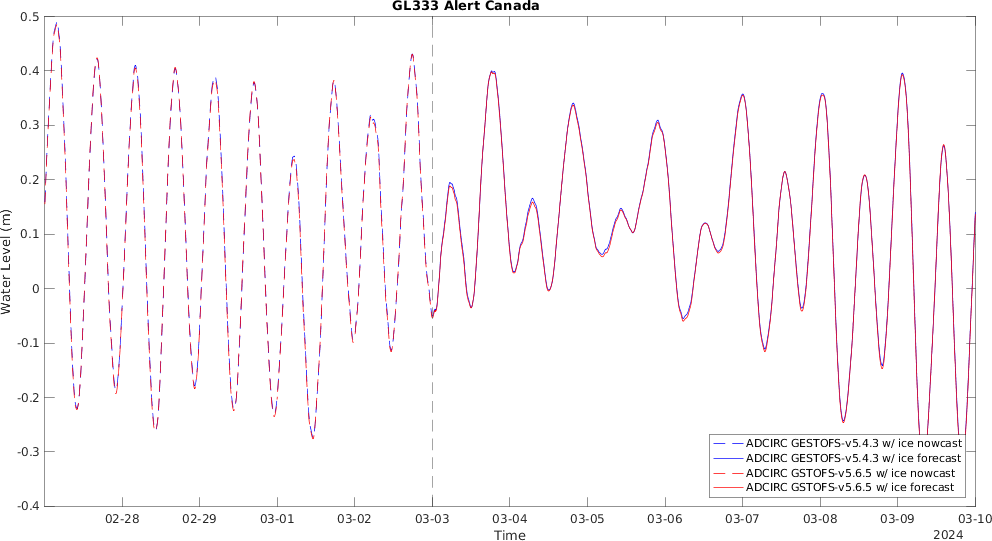 GL333 Alert Canada
0.5
0.4
0.3
0.2
0.1
0
-0.1
-0.2
-0.3
-0.4
Water Level (m)
ADCIRC GESTOFS-v5.4.3 w/ ice nowcast
ADCIRC GESTOFS-v5.4.3 w/ ice forecast
ADCIRC GSTOFS-v5.6.5 w/ ice nowcast
ADCIRC GSTOFS-v5.6.5 w/ ice forecast
02-28 02-29 03-01 03-02 03-03 03-04 03-05 03-06 03-07 03-08 03-09 03-10
Time
2024